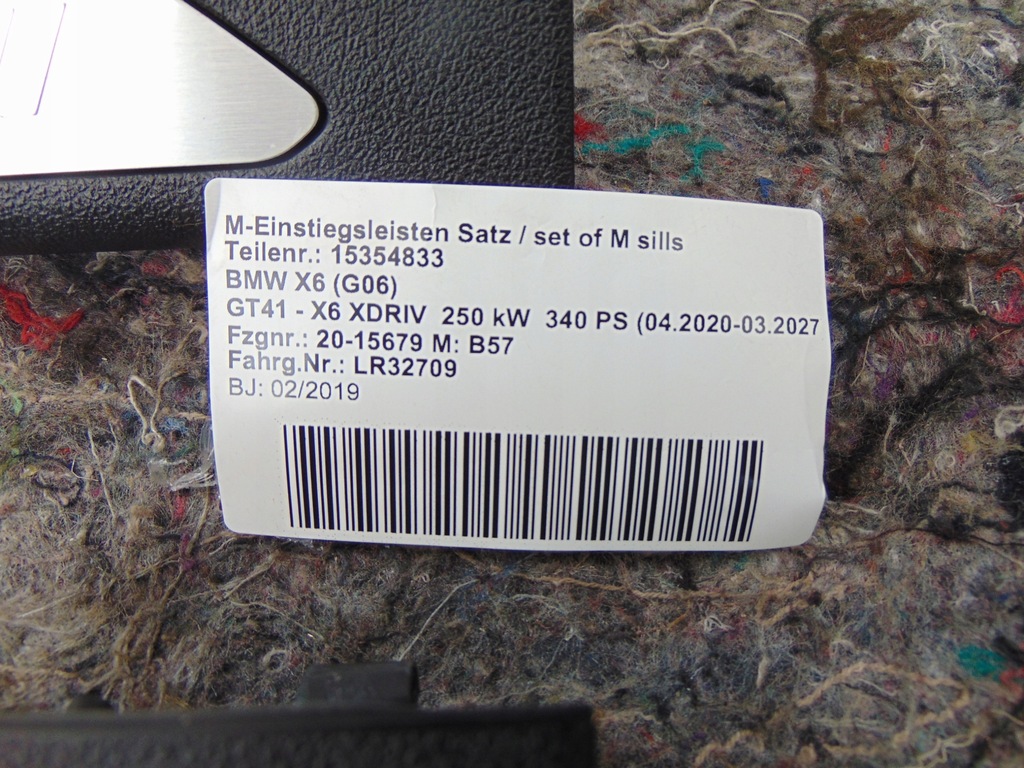 M-Einstiegsleisten Satz / set of M sills
Teilenr.: 15354833
BMW X6 (G06)
GT41 - X6 XDRIV 250 kW 340 PS (04.2020-03.2027
Fzgnr.: 20-15679 M: B57
Fahrg.Nr.: LR32709
BJ: 02/2019